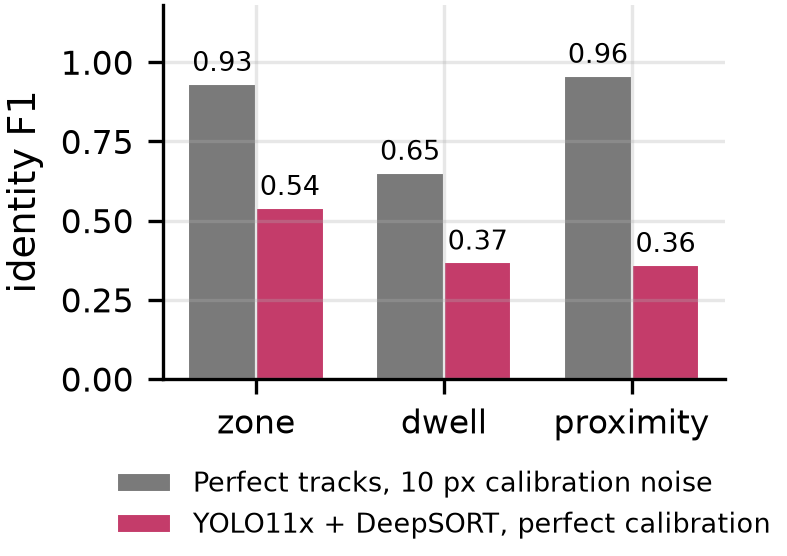 identity F1
1.00
0.75
0.50
0.25
0.00
0.93
0.54
0.65
0.37
0.96
0.36
zone
dwell
proximity
Perfect tracks, 10 px calibration noise
YOLO11x + DeepSORT, perfect calibration